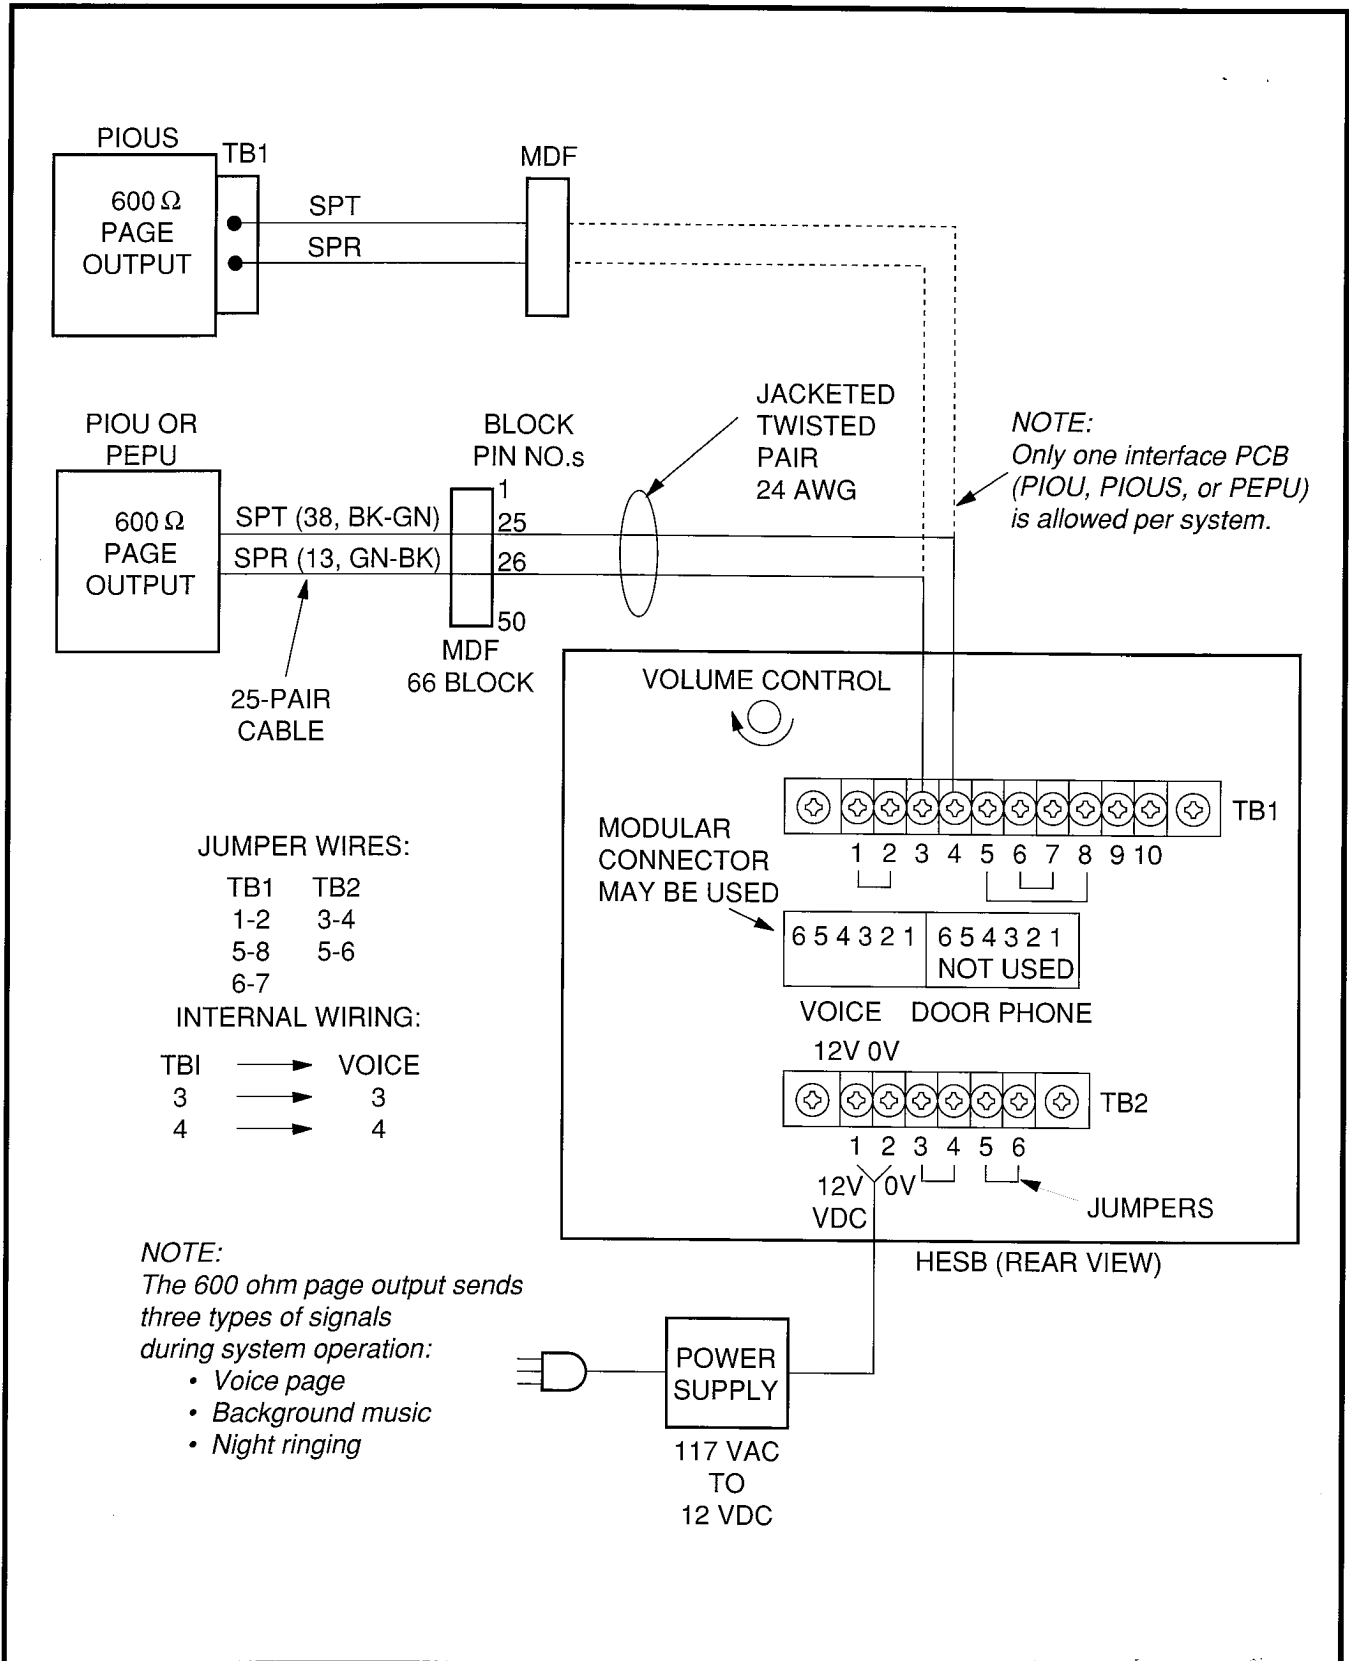 PIOUS
TB1
MDF
600 Ω
PAGE
OUTPUT
SPT
SPR
PIOU OR
PEPU
600 Ω
PAGE
OUTPUT
SPT (38, BK-GN)
SPR (13, GN-BK)
BLOCK
PIN NO.s
1
25
26
50
MDF
66 BLOCK
25-PAIR
CABLE
JACKETED
TWISTED
PAIR
24 AWG
NOTE:
Only one interface PCB
(PIOU, PIOUS, or PEPU)
is allowed per system.
VOLUME CONTROL
TB1
1 2 3 4 5 6 7 8 9 10
MODULAR
CONNECTOR
MAY BE USED
6 5 4 3 2 1
6 5 4 3 2 1
NOT USED
VOICE
DOOR PHONE
12V 0V
TB2
1 2 3 4 5 6
12V 0V
VDC
JUMPERS
HESB (REAR VIEW)
JUMPER WIRES:
TB1 TB2
1-2 3-4
5-8 5-6
6-7
INTERNAL WIRING:
TBI VOICE
3 3
4 4
NOTE:
The 600 ohm page output sends
three types of signals
during system operation:
• Voice page
• Background music
• Night ringing
POWER
SUPPLY
117 VAC
TO
12 VDC